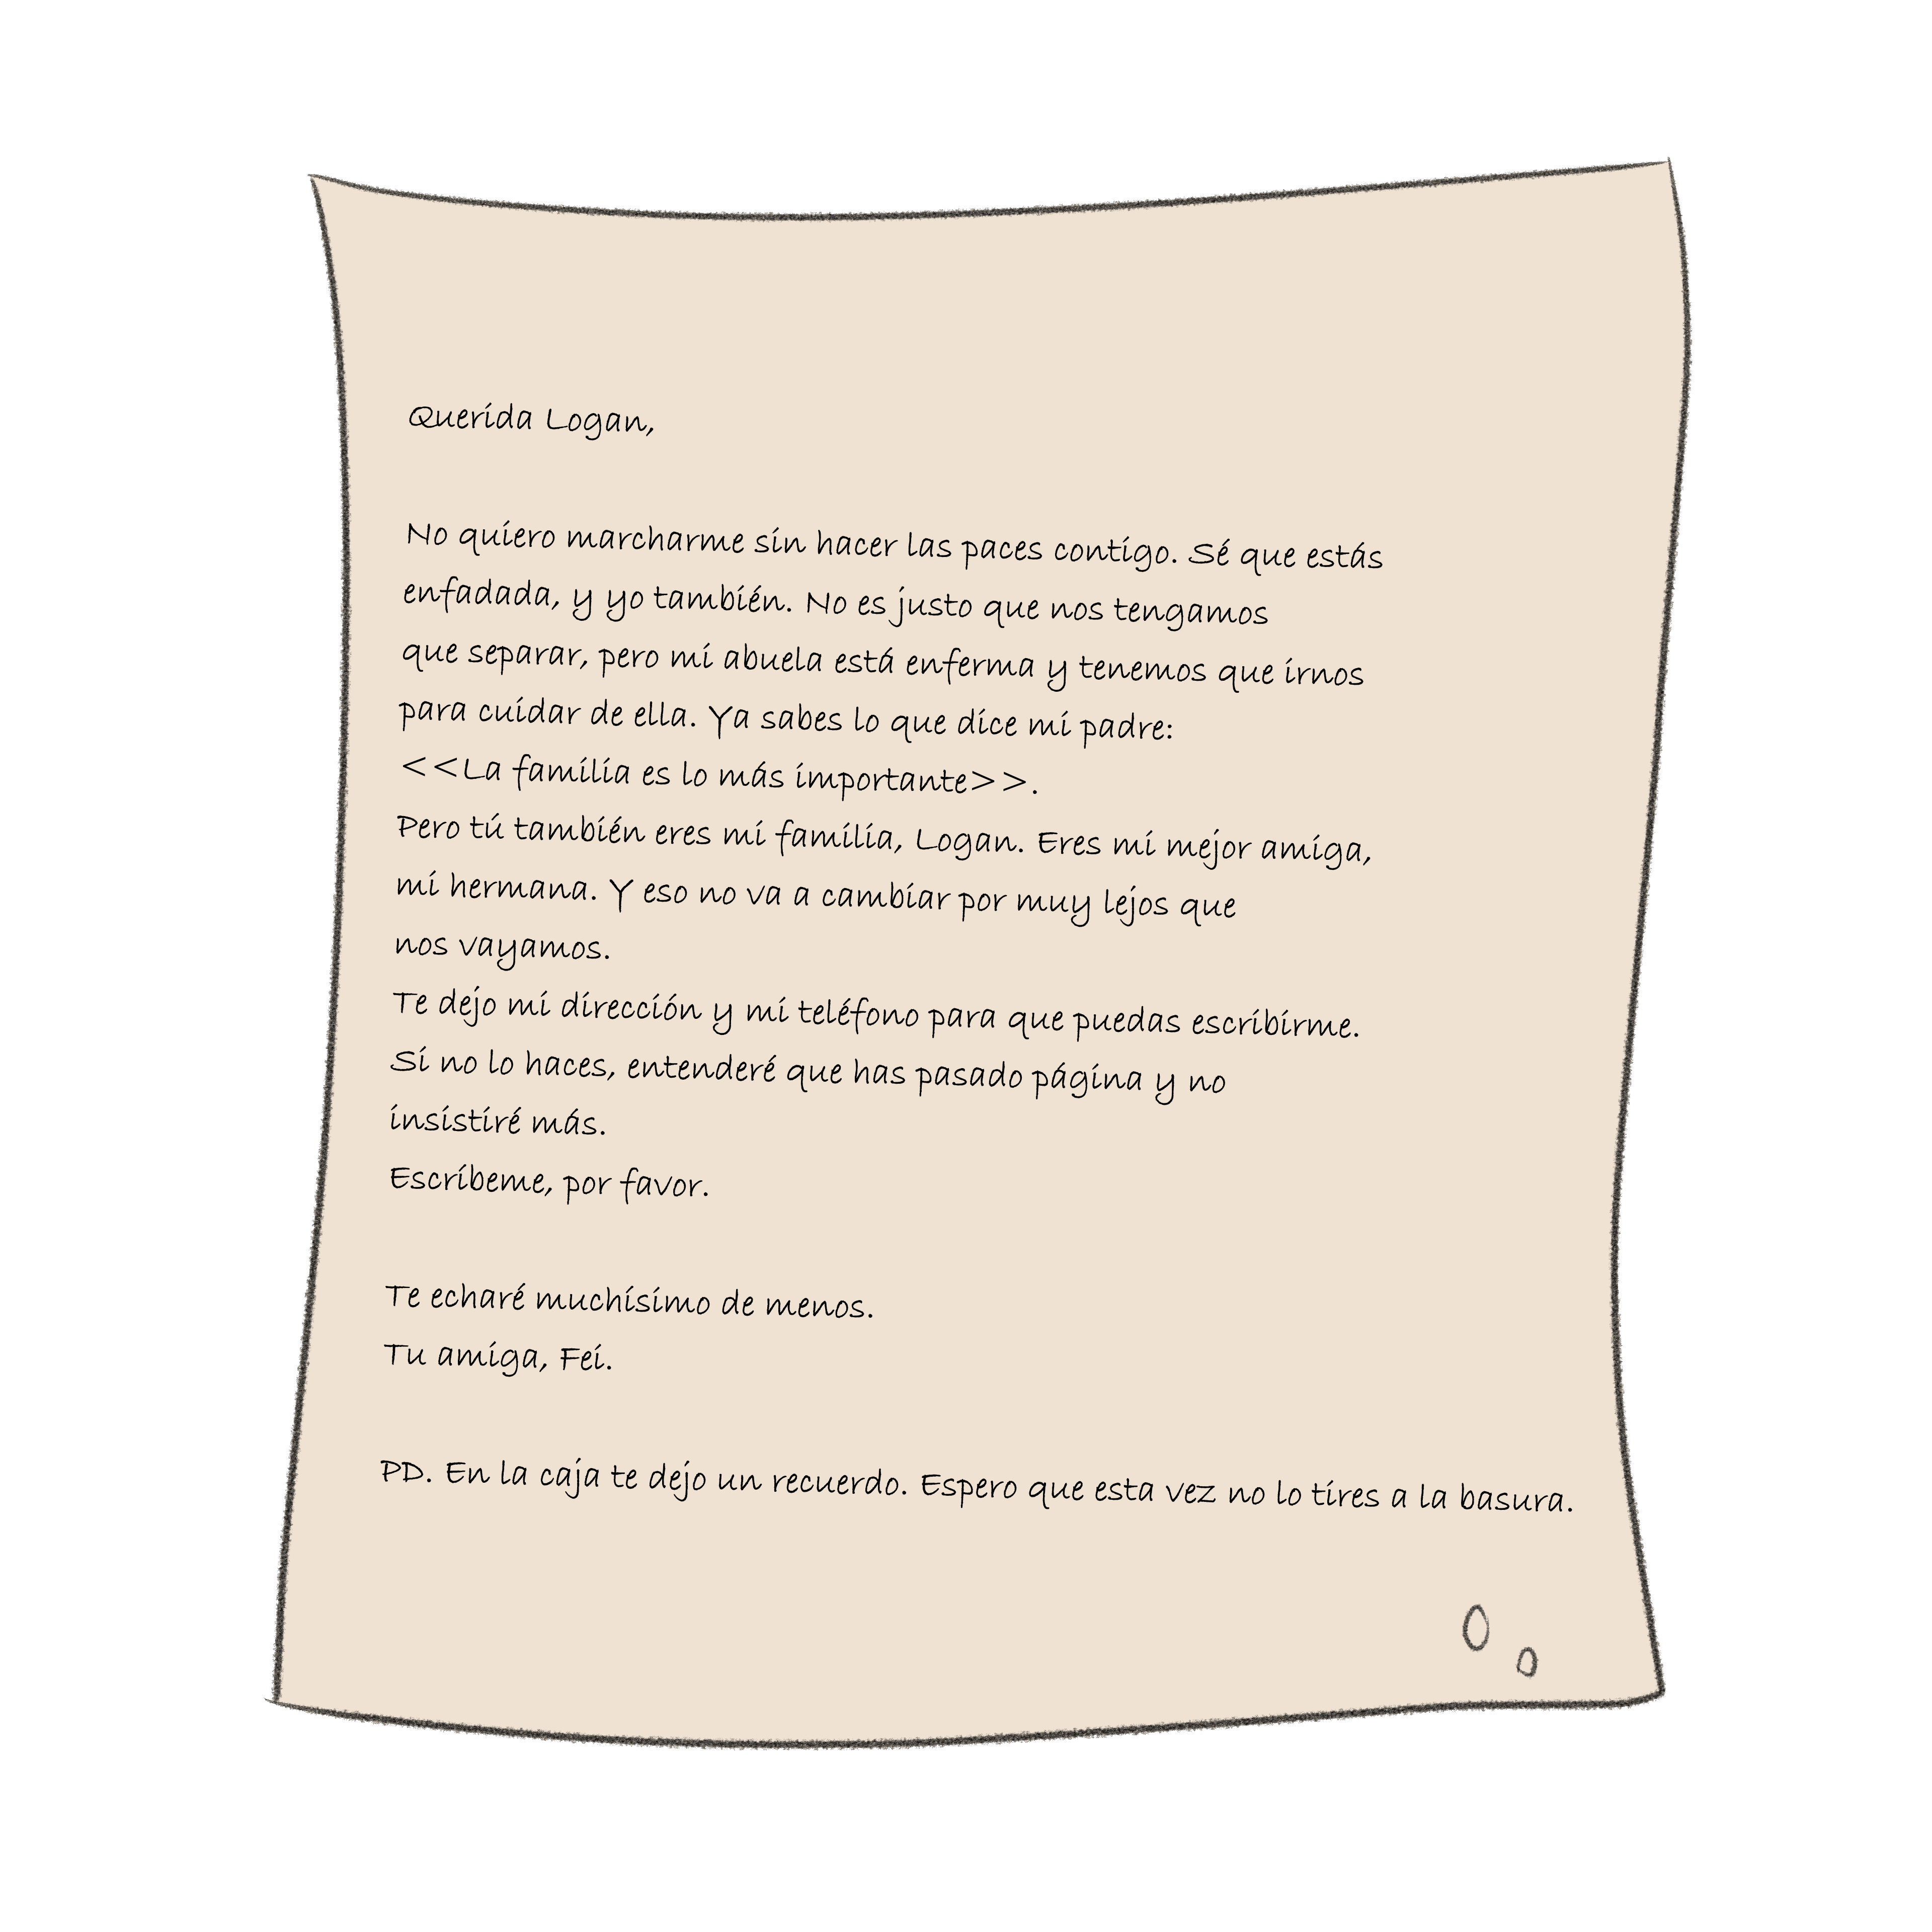 Querida Logan,
No quiero marcharme sin hacer las paces contigo. Sé que estás
enfadada, y yo también. No es justo que nos tengamos
que separar, pero mi abuela está enferma y tenemos que irnos
para cuidar de ella. Ya sabes lo que dice mi padre:
<<La familia es lo más importante>>.
Pero tú también eres mi familia, Logan. Eres mi mejor amiga,
mi hermana. Y eso no va a cambiar por muy lejos que
nos vayamos.
Te dejo mi dirección y mi teléfono para que puedas escribirme.
Si no lo haces, entenderé que has pasado página y no
insistiré más.
Escríbeme, por favor.
Te echaré muchísimo de menos.
Tu amiga, Fei.
PD. En la caja te dejo un recuerdo. Espero que esta vez no lo tires a la basura.